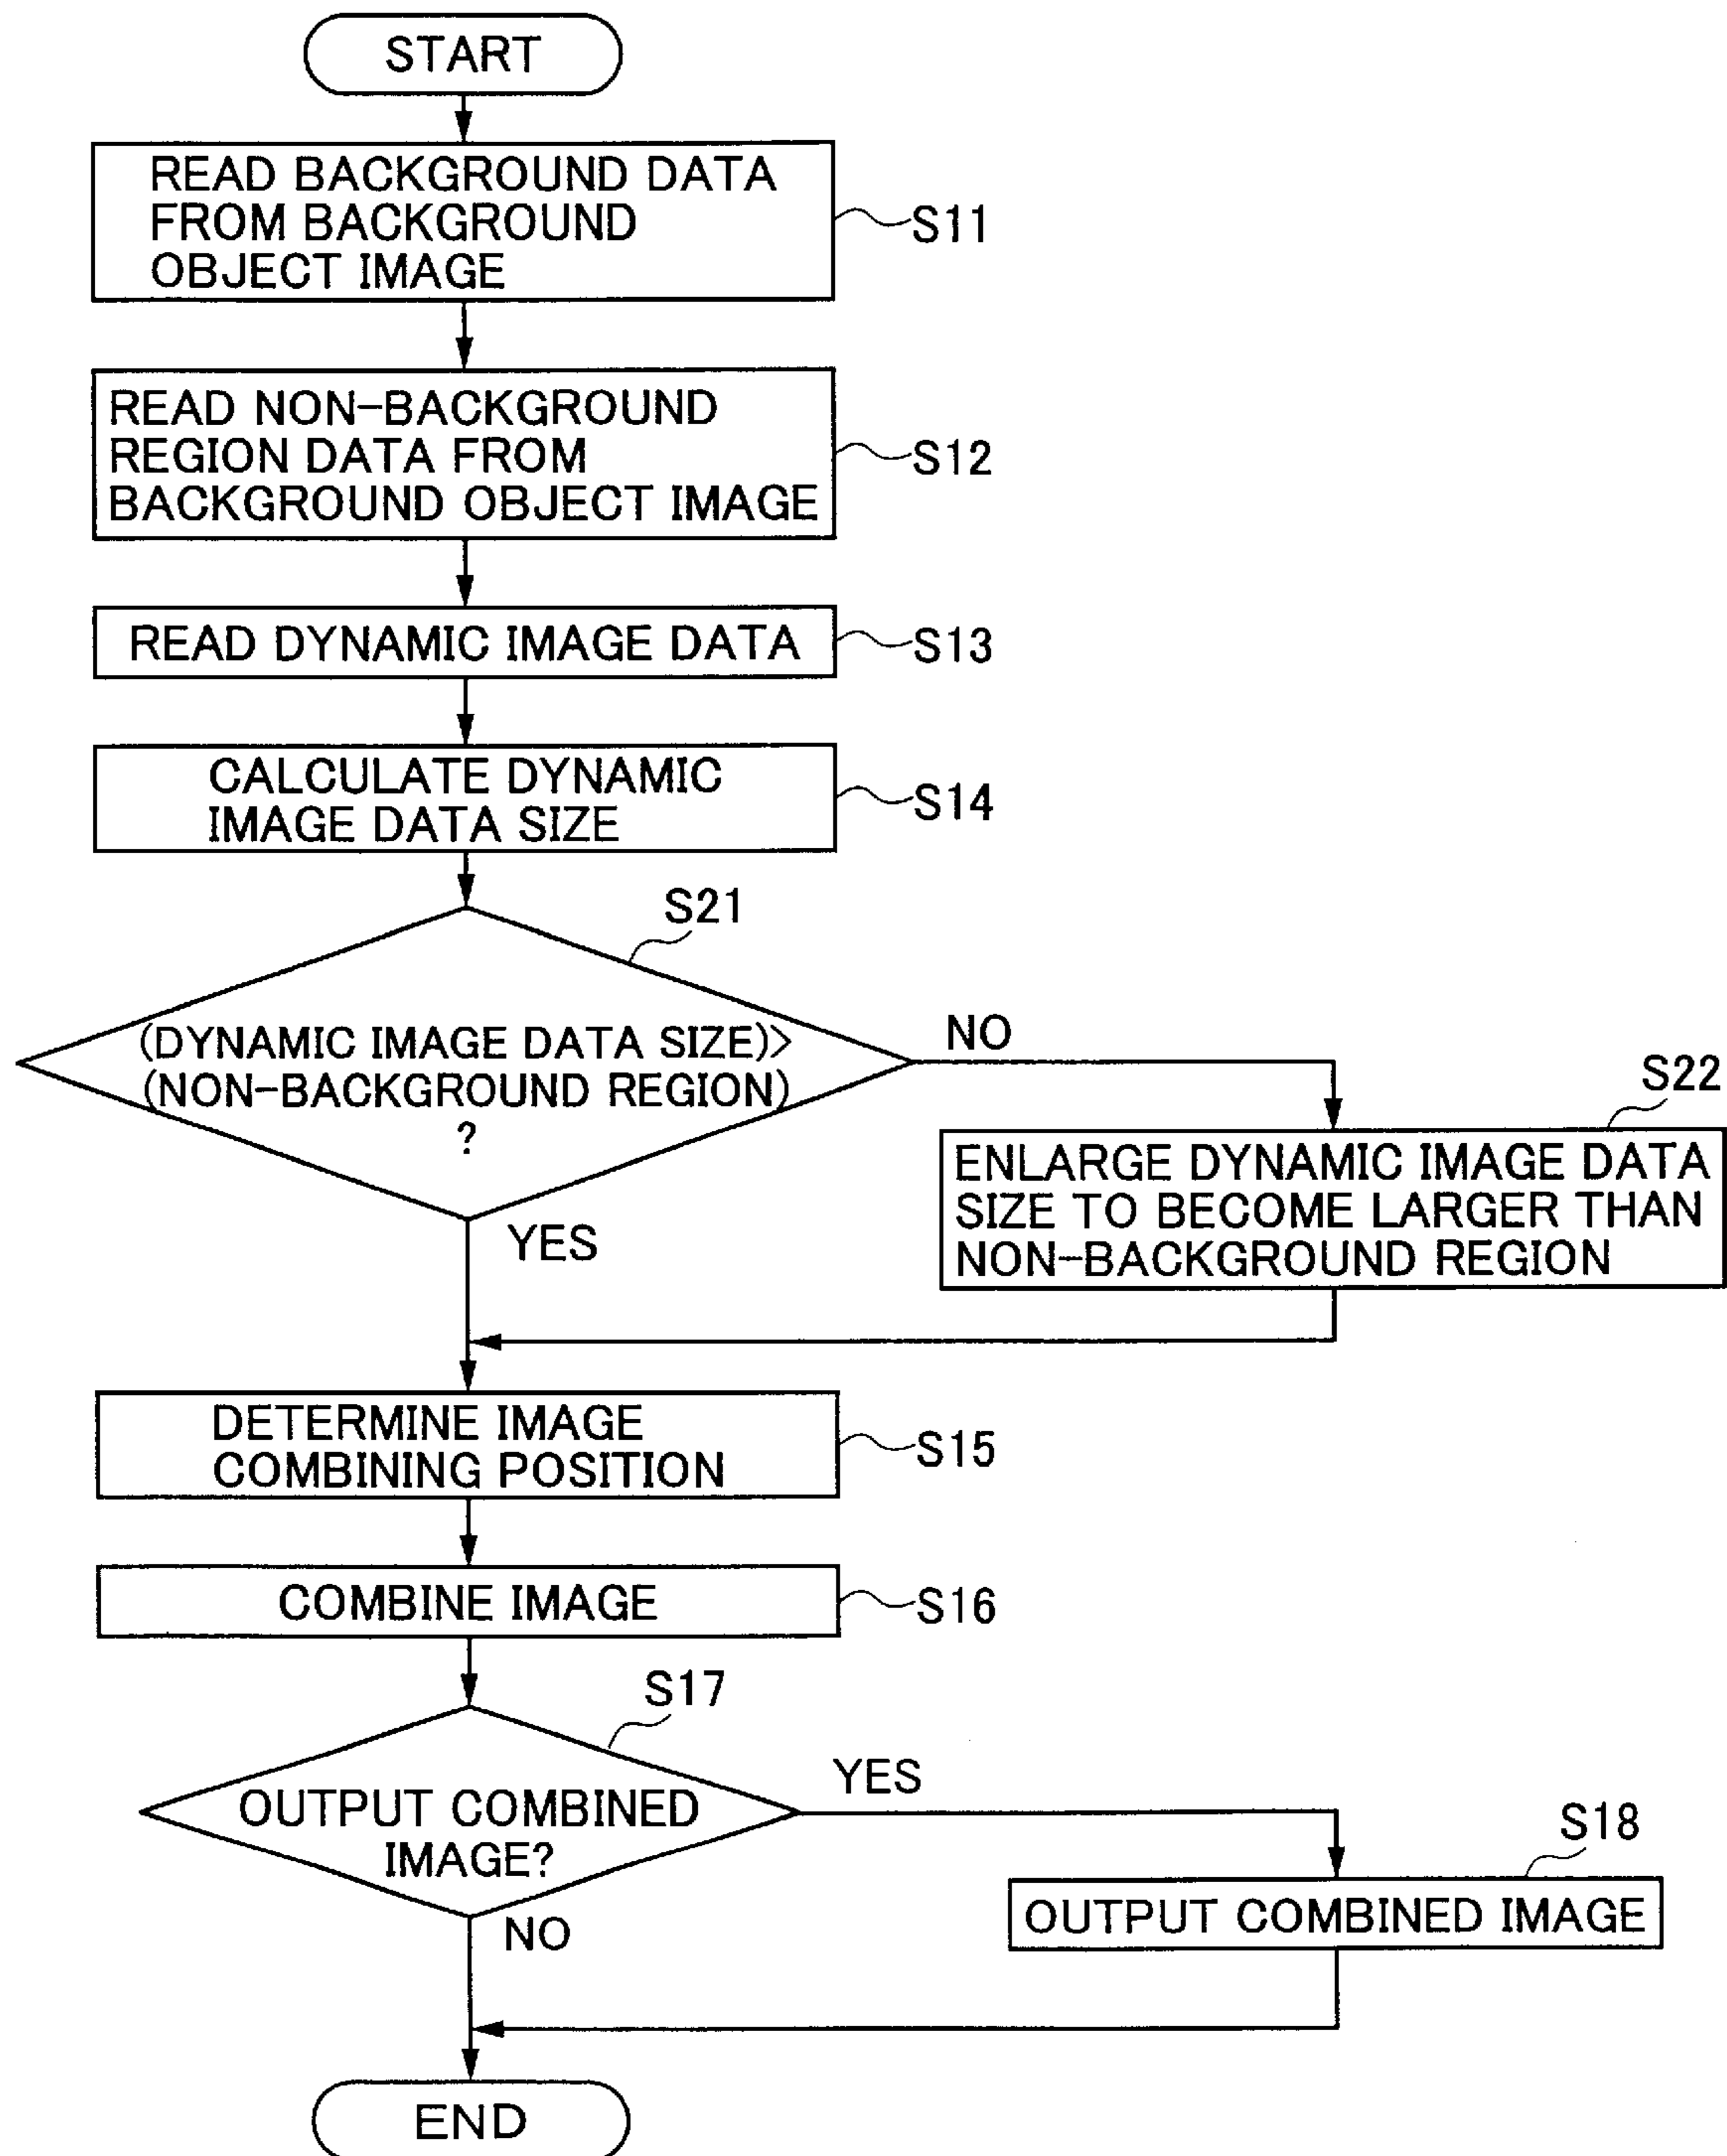 START
READ BACKGROUND DATA
FROM BACKGROUND
OBJECT IMAGE
S11
READ NON-BACKGROUND
REGION DATA FROM
BACKGROUND OBJECT IMAGE
S12
READ DYNAMIC IMAGE DATA
S13
CALCULATE DYNAMIC
IMAGE DATA SIZE
S14
S21
(DYNAMIC IMAGE DATA SIZE)>
(NON-BACKGROUND REGION)
?
NO
YES
S22
ENLARGE DYNAMIC IMAGE DATA
SIZE TO BECOME LARGER THAN
NON-BACKGROUND REGION
DETERMINE IMAGE
COMBINING POSITION
S15
COMBINE IMAGE
S16
S17
OUTPUT COMBINED
IMAGE?
YES
NO
S18
OUTPUT COMBINED IMAGE
END